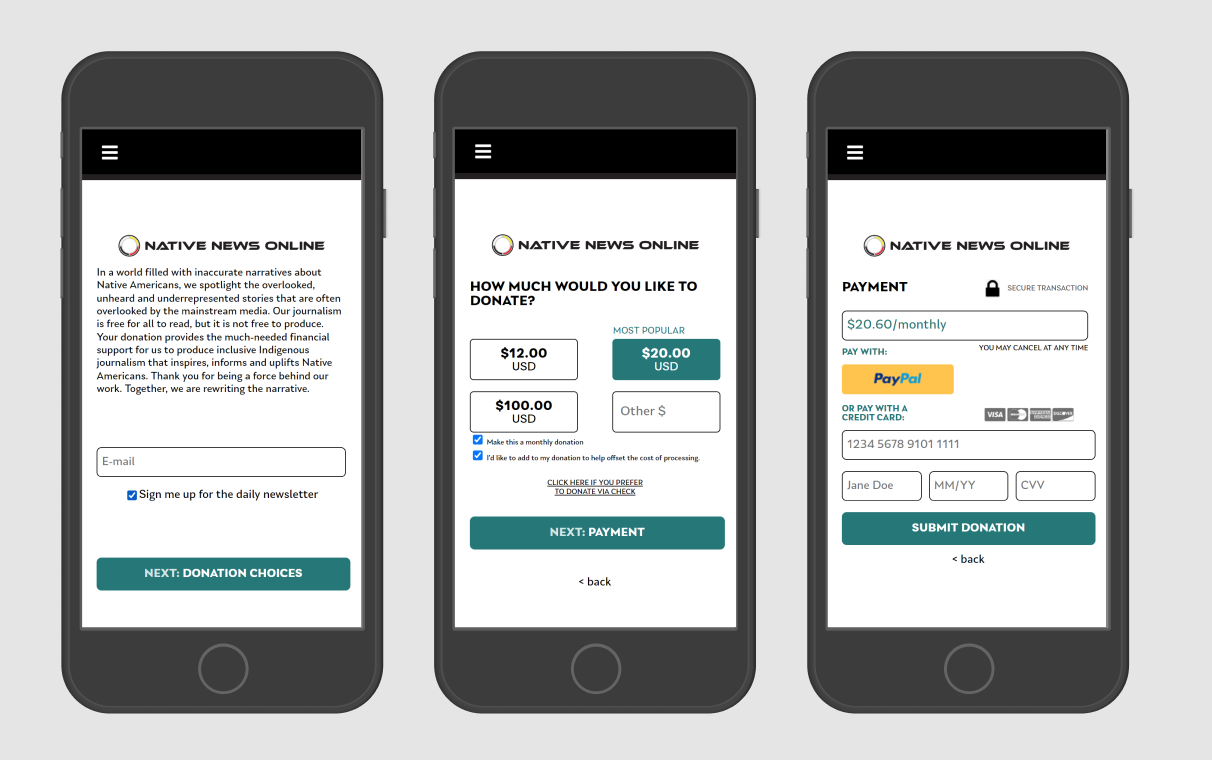 NATIVE NEWS ONLINE
In a world filled with inaccurate narratives about
Native Americans, we spotlight the overlooked,
unheard and underrepresented stories that are often
overlooked by the mainstream media. Our journalism
is free for all to read, but it is not free to produce.
Your donation provides the much-needed financial
support for us to produce inclusive Indigenous
journalism that inspires, informs and uplifts Native
Americans. Thank you for being a force behind our
work. Together, we are rewriting the narrative.
E-mail
Sign me up for the daily newsletter
NEXT: DONATION CHOICES
NATIVE NEWS ONLINE
HOW MUCH WOULD YOU LIKE TO
DONATE?
MOST POPULAR
$12.00
USD
$20.00
USD
$100.00
USD
Other $
Make this a monthly donation
I'd like to add to my donation to help offset the cost of processing.
CLICK HERE IF YOU PREFER
TO DONATE VIA CHECK
NEXT: PAYMENT
< back
NATIVE NEWS ONLINE
PAYMENT
SECURE TRANSACTION
$20.60/monthly
YOU MAY CANCEL AT ANY TIME
PAY WITH:
PayPal
OR PAY WITH A
CREDIT CARD:
VISA
DISCOVER
1234 5678 9101 1111
Jane Doe
MM/YY
CVV
SUBMIT DONATION
< back